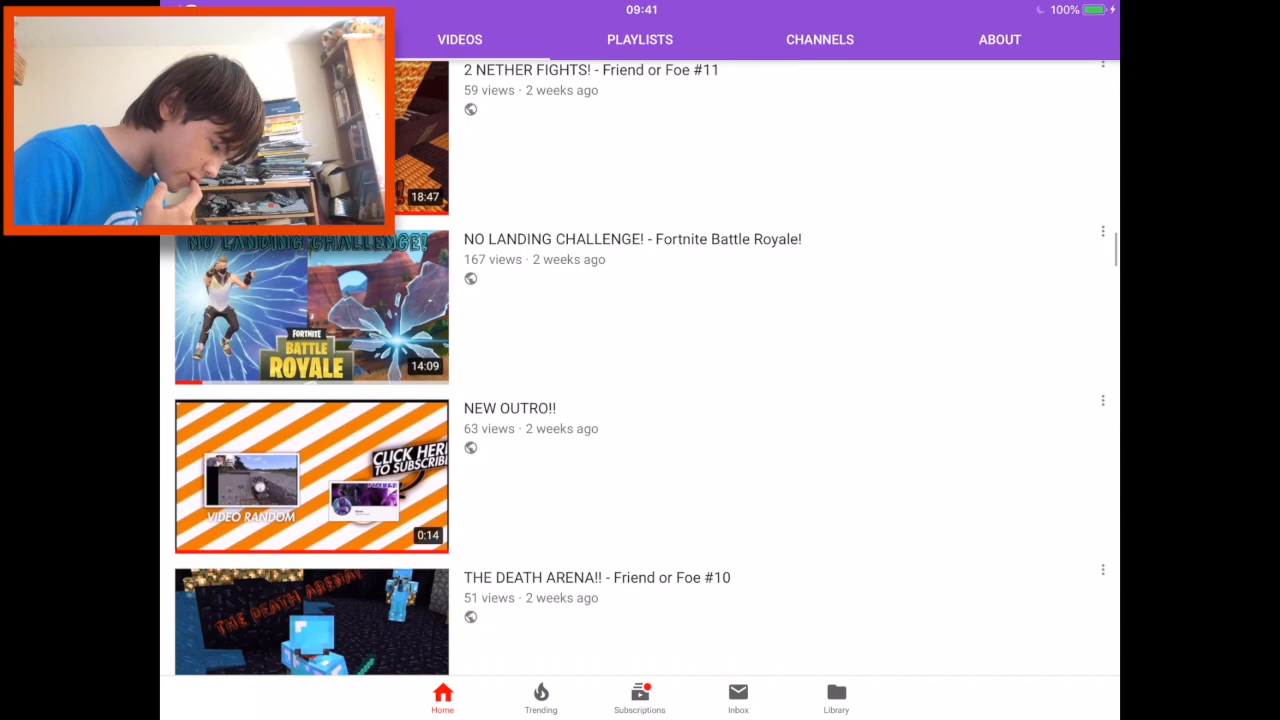 09:41
100%
VIDEOS PLAYLISTS CHANNELS ABOUT
2 NETHER FIGHTS! - Friend or Foe #11
59 views · 2 weeks ago
18:47
NO LANDING CHALLENGE!
NO LANDING CHALLENGE! - Fortnite Battle Royale!
167 views · 2 weeks ago
FORTNITE
BATTLE
ROYALE
14:09
NEW OUTRO!!
63 views · 2 weeks ago
CLICK HERE
TO SUBSCRIBE
VIDEO RANDOM
0:14
THE DEATH ARENA!! - Friend or Foe #10
51 views · 2 weeks ago
THE DEATH ARENA!
Home Trending Subscriptions Inbox Library